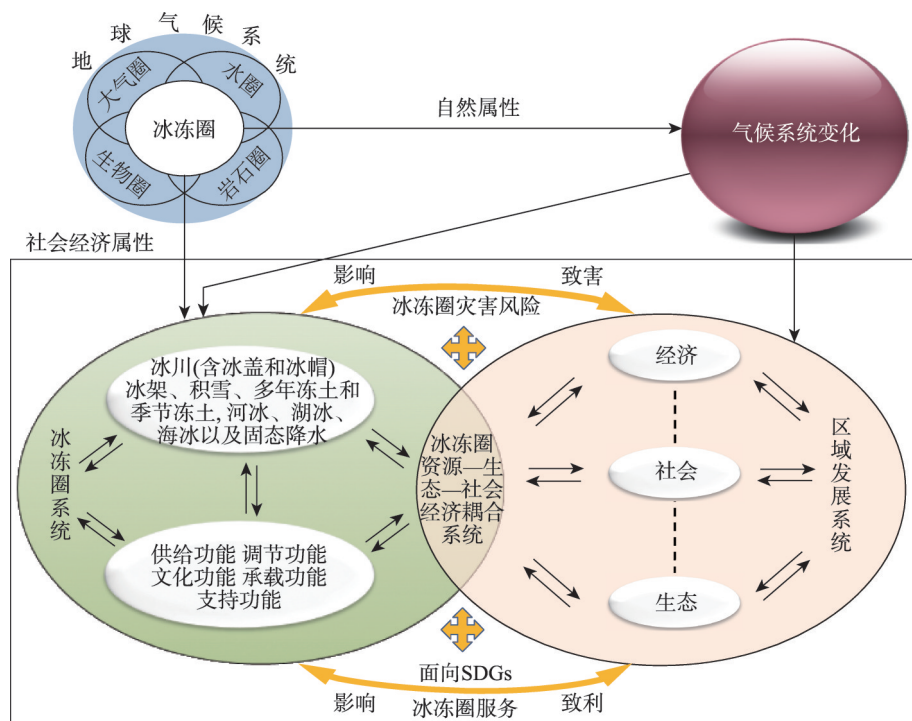 地球气候系统
大气圈
水圈
冰冻圈
生物圈
岩石圈
自然属性
气候系统变化
社会经济属性
影响
致害
冰冻圈灾害风险
冰川(含冰盖和冰帽)
冰架、积雪、多年冻土和
季节冻土, 河冰、湖冰、
海冰以及固态降水
冰冻圈系统
供给功能 调节功能
文化功能 承载功能
支持功能
冰冻圈
资源—生
态—社会
经济耦合
系统
经济
社会
生态
区域发展系统
面向SDGs
影响
冰冻圈服务
致利